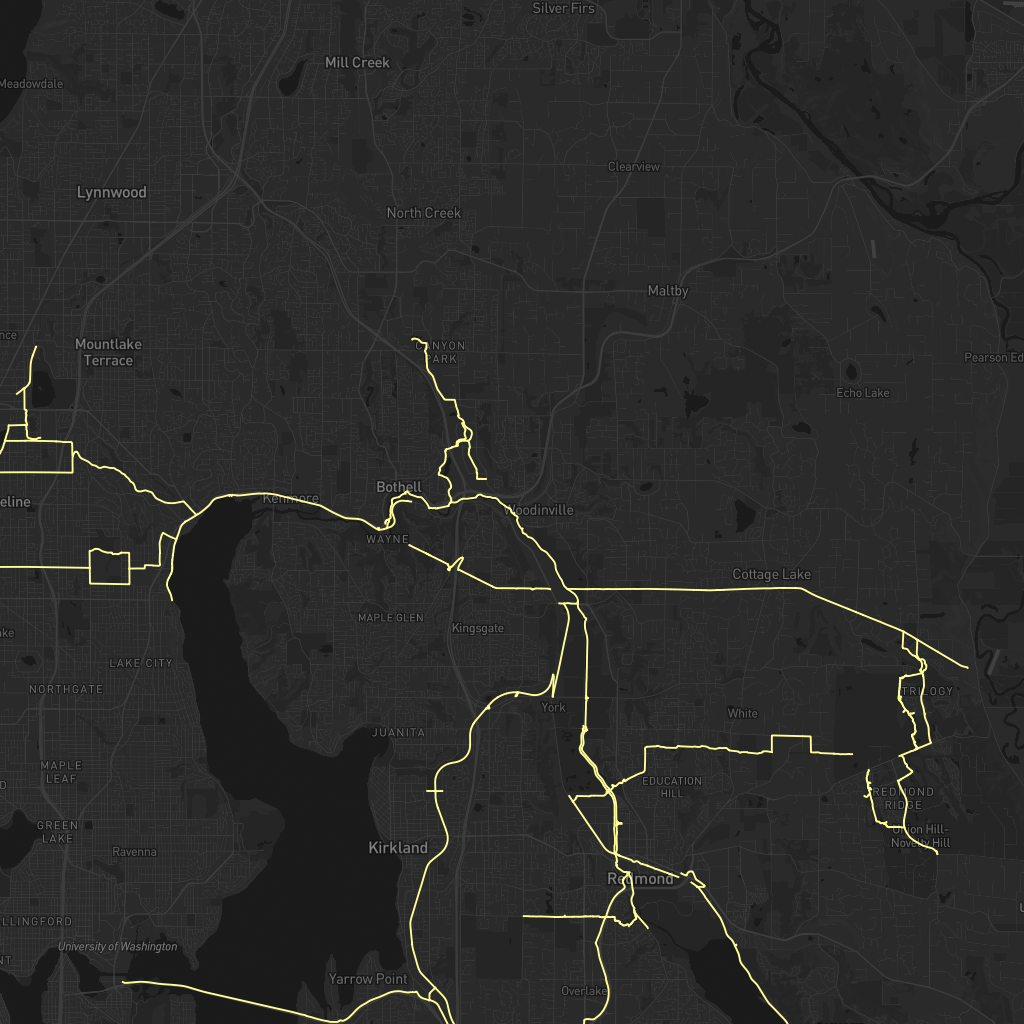 Silver Firs
Mill Creek
Meadowdale
Clearview
Lynnwood
North Creek
Maltby
nce
Mountlake
Terrace
CANYON
PARK
Pearson Ed
Echo Lake
Bothell
Kenmore
eline
Woodinville
WAYNE
Cottage Lake
MAPLE GLEN
Kingsgate
ake
LAKE CITY
NORTHGATE
TRILOGY
York
White
JUANITA
MAPLE
LEAF
D
EDUCATION
HILL
REDMOND
RIDGE
GREEN
LAKE
Union Hill-
Novelty Hill
Ravenna
Kirkland
Redmond
LLINGFORD
University of Washington
NT
Yarrow Point
Overlake